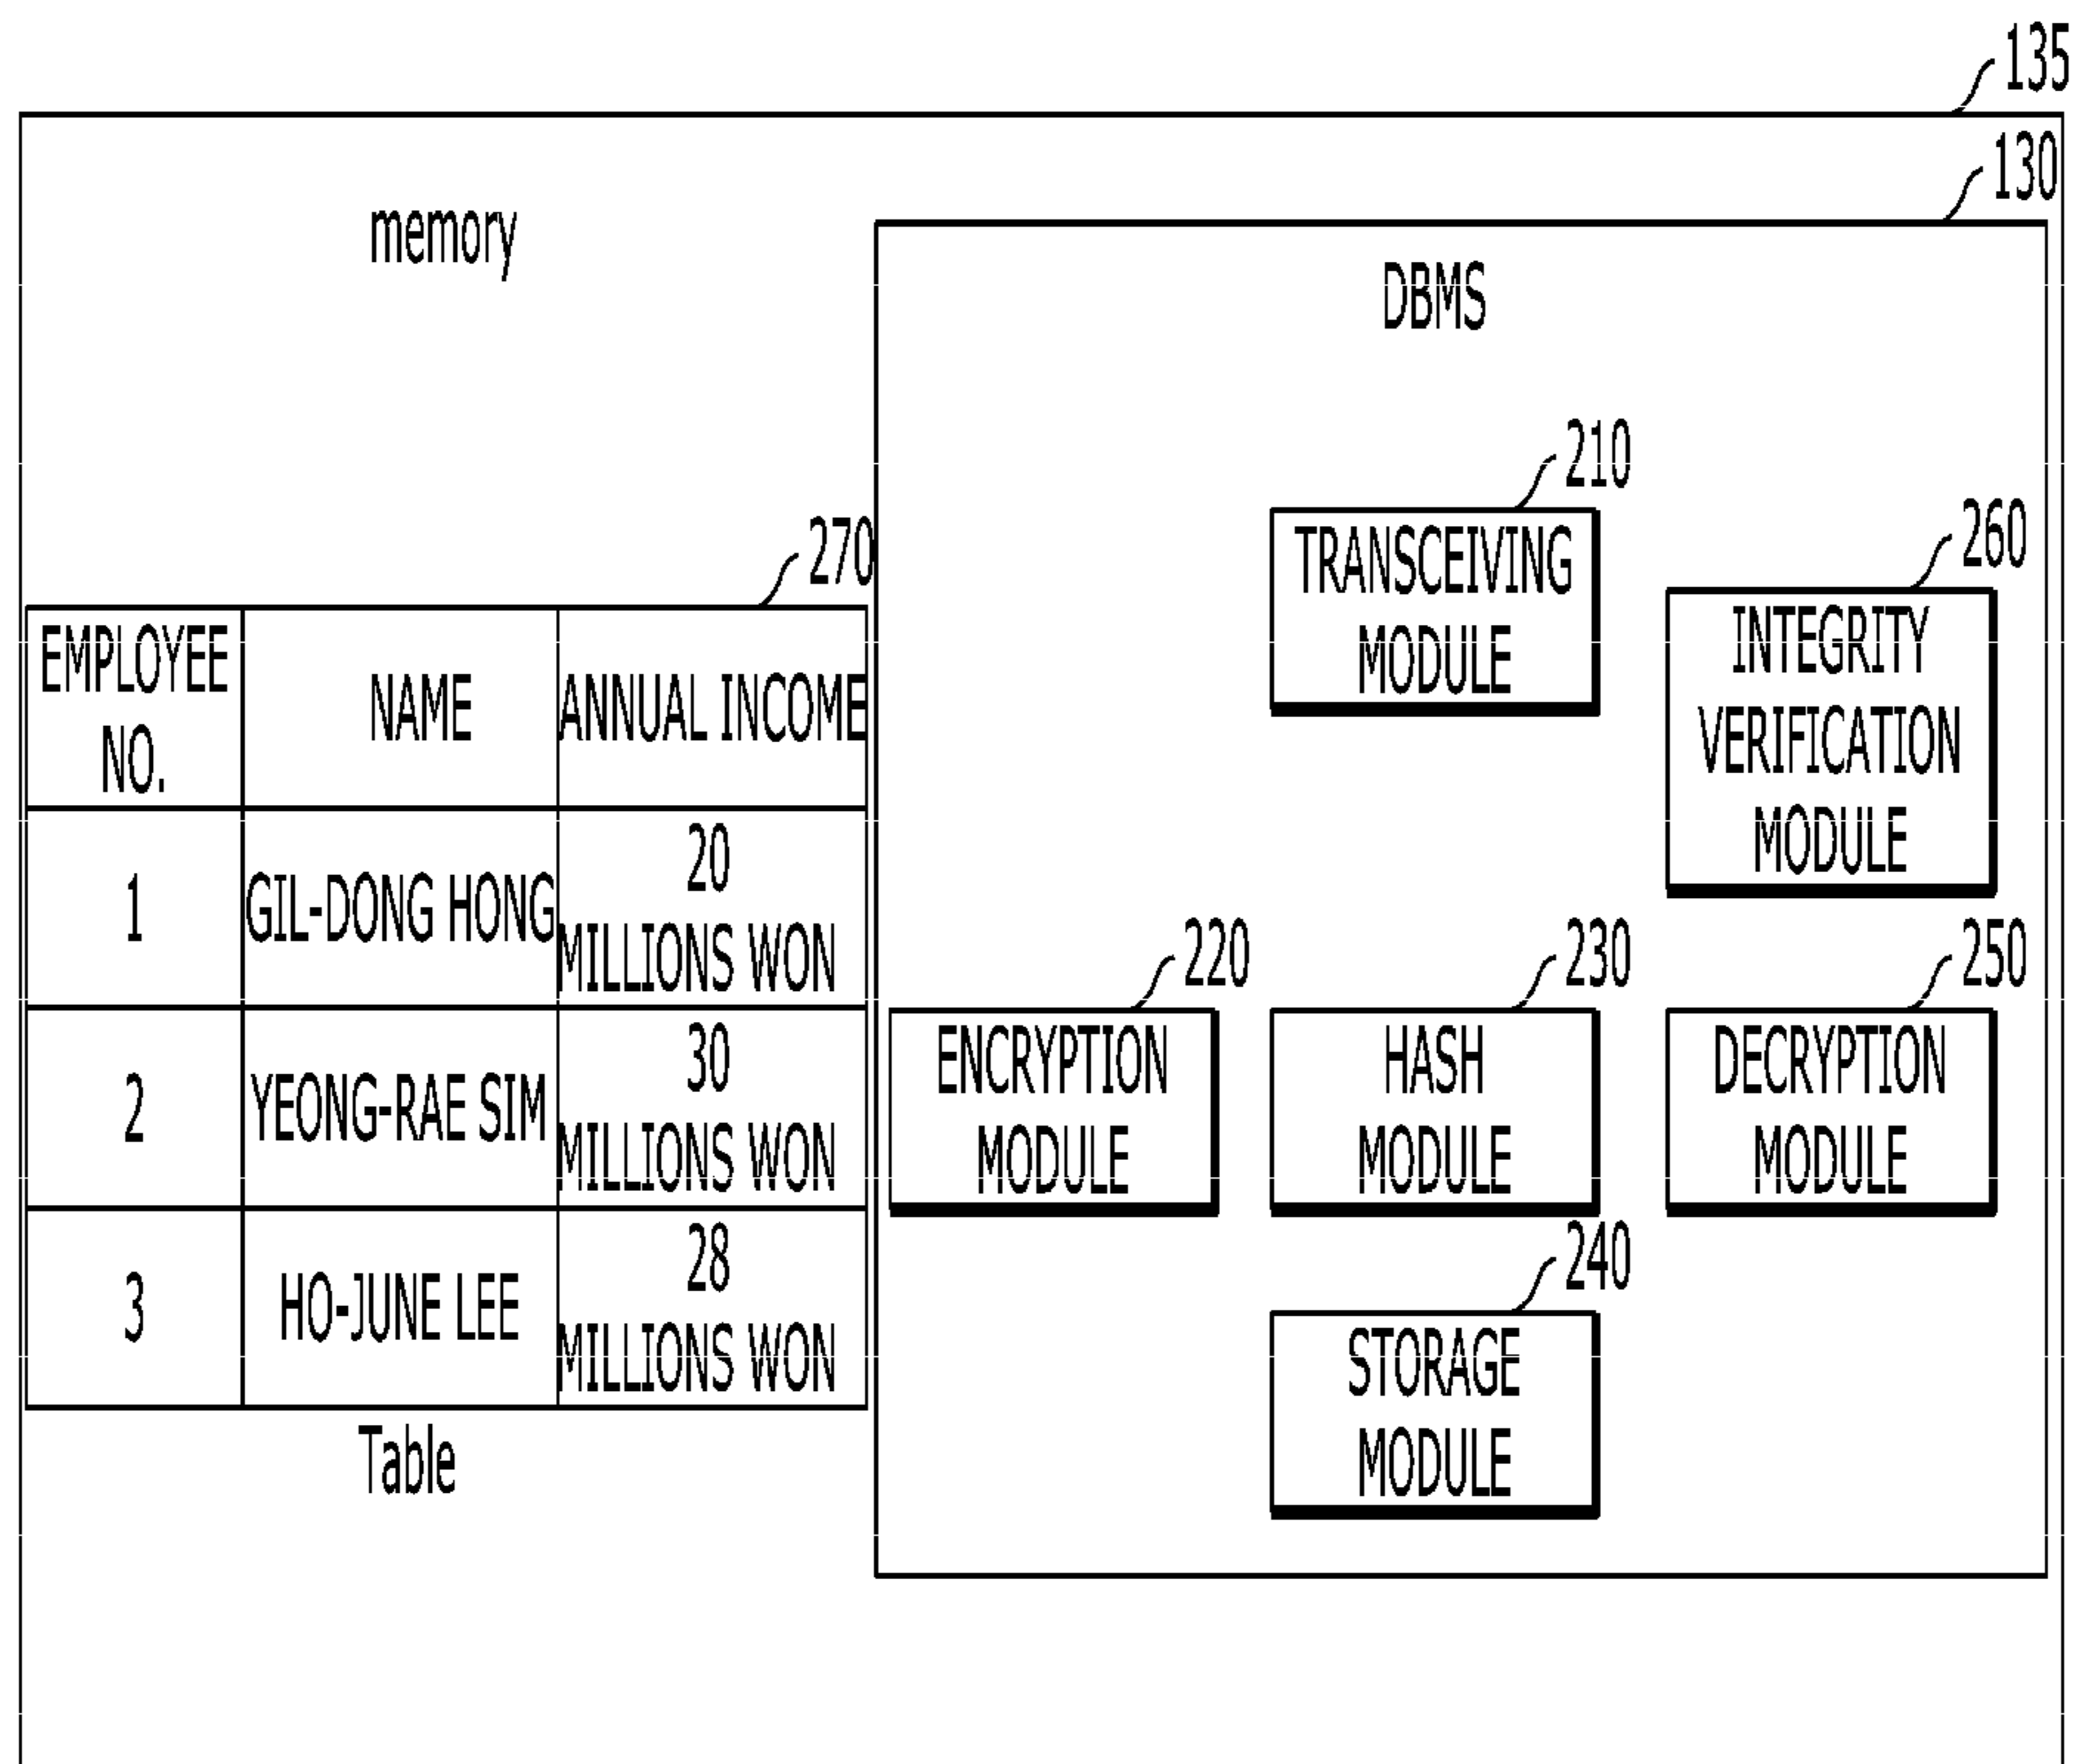 135
130
memory
DBMS
210
TRANSCEIVING
MODULE
260
INTEGRITY
VERIFICATION
MODULE
270
EMPLOYEE
NO.
NAME
ANNUAL INCOME
1
GIL-DONG HONG
20
MILLIONS WON
2
YEONG-RAE SIM
30
MILLIONS WON
3
HO-JUNE LEE
28
MILLIONS WON
Table
220
ENCRYPTION
MODULE
230
HASH
MODULE
250
DECRYPTION
MODULE
240
STORAGE
MODULE